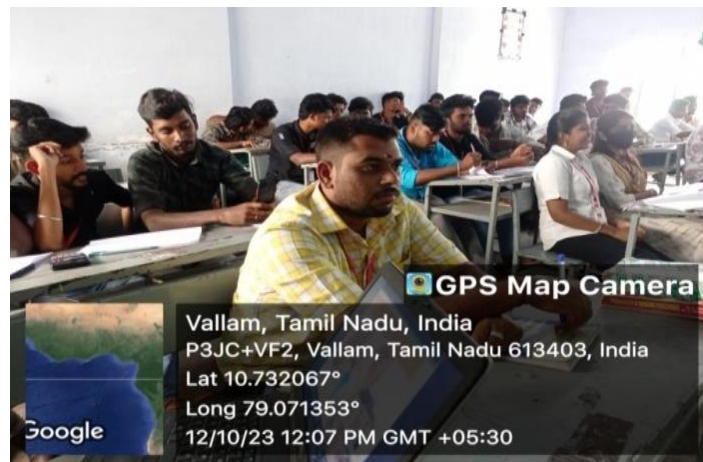 GPS Map Camera
Vallam, Tamil Nadu, India
P3JC+VF2, Vallam, Tamil Nadu 613403, India
Lat 10.732067°
Long 79.071353°
12/10/23 12:07 PM GMT +05:30
Google